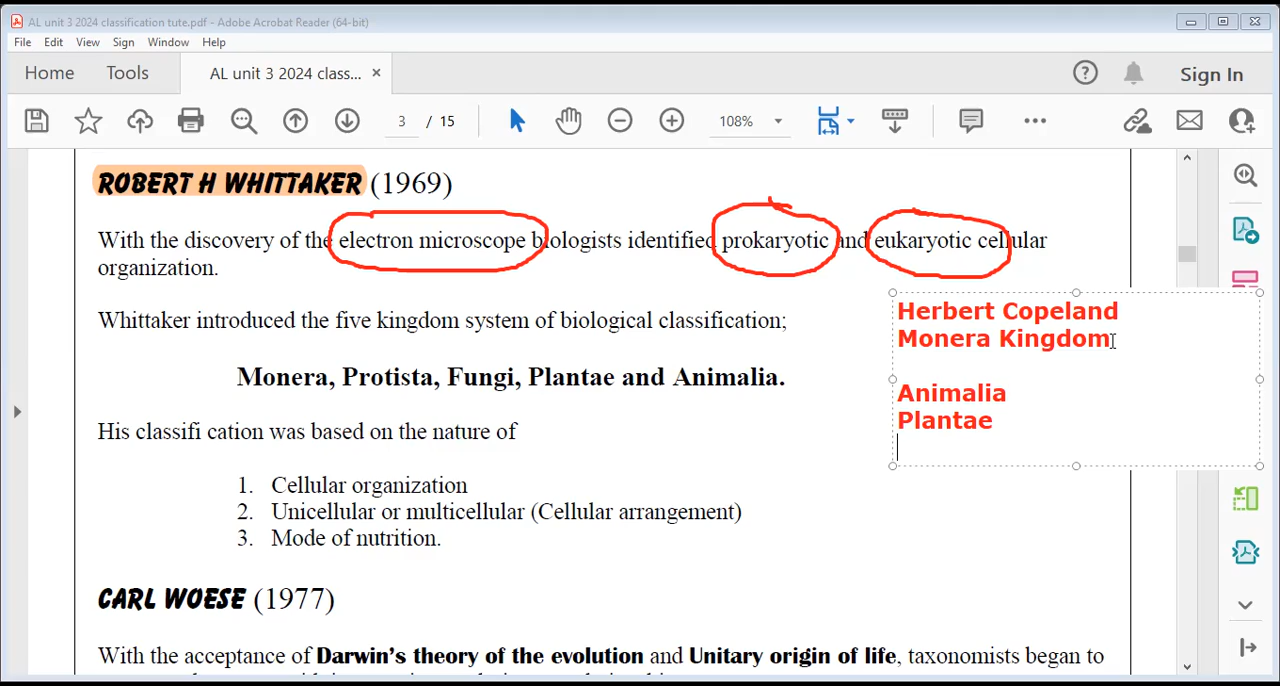 AL unit 3 2024 classification tute.pdf - Adobe Acrobat Reader (64-bit)
File Edit View Sign Window Help
Home Tools AL unit 3 2024 class... × Sign In
3 / 15 108%
ROBERT H WHITTAKER (1969)
With the discovery of the electron microscope biologists identified prokaryotic and eukaryotic cellular
organization.
Herbert Copeland
Whittaker introduced the five kingdom system of biological classification;
Monera Kingdom
Monera, Protista, Fungi, Plantae and Animalia.
Animalia
Plantae
His classifi cation was based on the nature of
1. Cellular organization
2. Unicellular or multicellular (Cellular arrangement)
3. Mode of nutrition.
CARL WOESE (1977)
With the acceptance of Darwin's theory of the evolution and Unitary origin of life, taxonomists began to